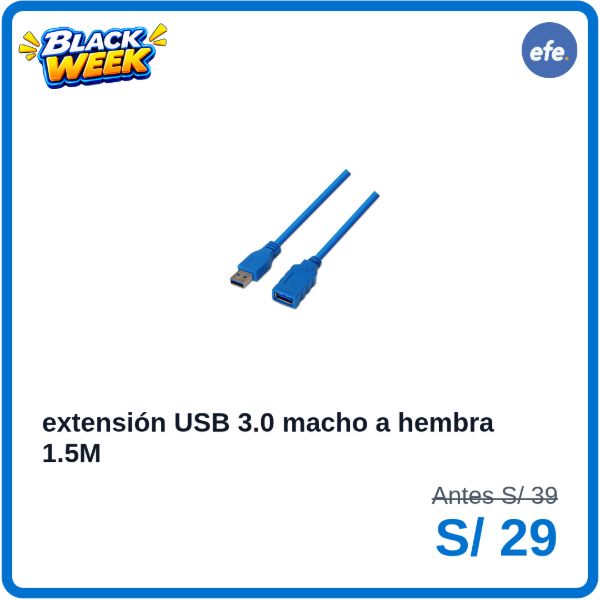 BLACK
WEEK
efe.
extensión USB 3.0 macho a hembra
1.5M
Antes S/ 39
S/ 29